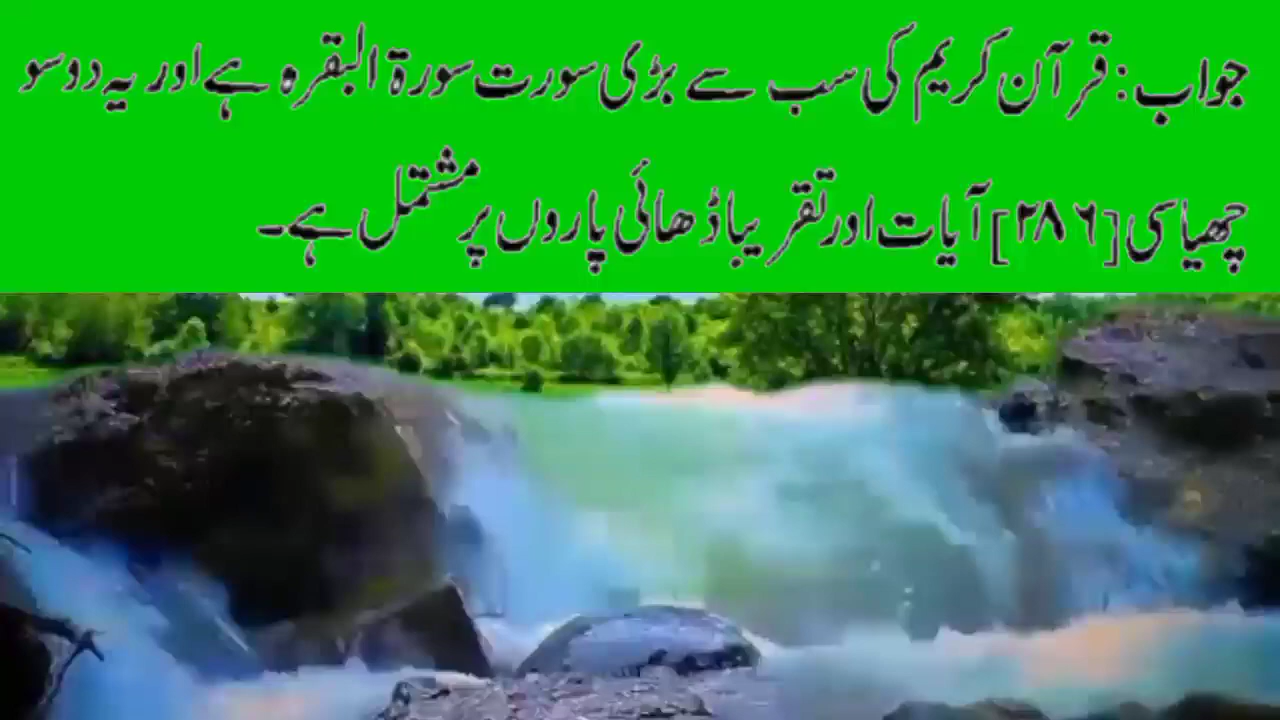 جواب: قرآن کریم کی سب سے بڑی سورت سورۃ البقرہ ہے اور یہ دو سو
چھیاسی [۲۸۶] آیات اور تقریبا ڈھائی پاروں پر مشتمل ہے۔